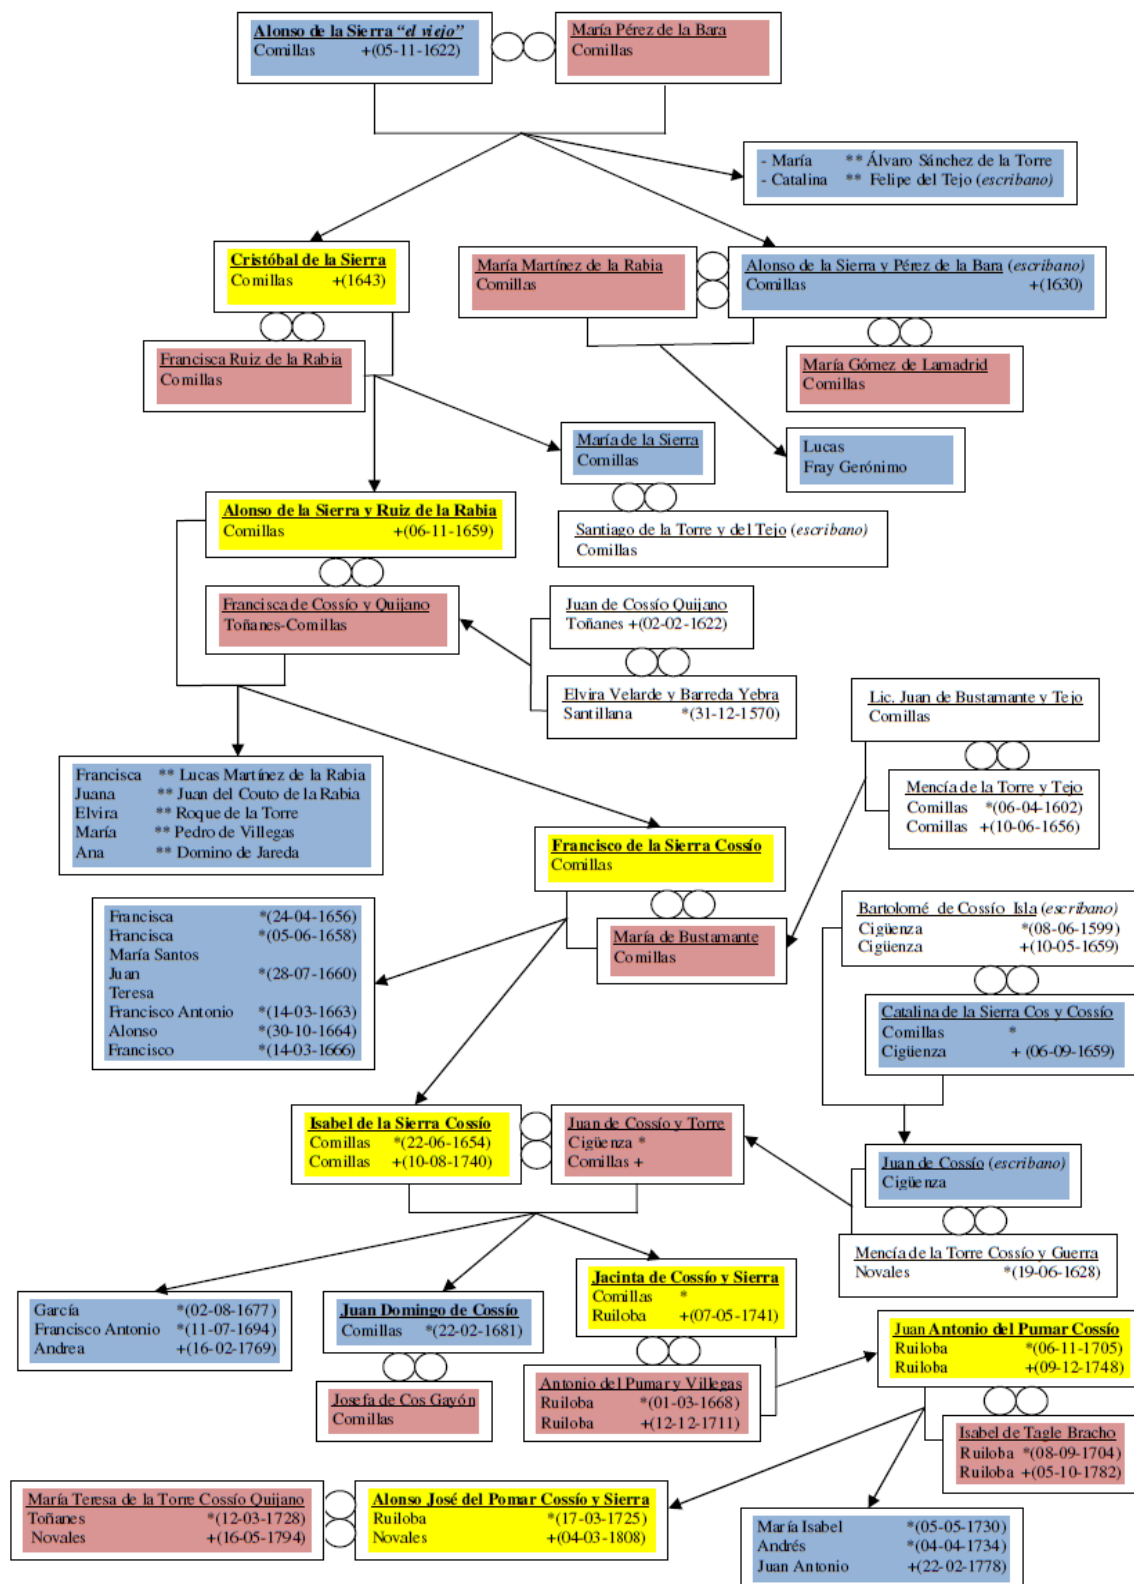 Alonso de la Sierra “el viejo”
Comillas +(05-11-1622)
María Pérez de la Bara
Comillas
- María ** Álvaro Sánchez de la Torre
- Catalina ** Felipe del Tejo (escribano)
Cristóbal de la Sierra
Comillas +(1643)
María Martínez de la Rabia
Comillas
Alonso de la Sierra y Pérez de la Bara (escribano)
Comillas +(1630)
Francisca Ruiz de la Rabia
Comillas
María Gómez de Lamadrid
Comillas
María de la Sierra
Comillas
Lucas
Fray Gerónimo
Alonso de la Sierra y Ruiz de la Rabia
Comillas +(06-11-1659)
Santiago de la Torre y del Tejo (escribano)
Comillas
Francisca de Cossío y Quijano
Toñanes-Comillas
Juan de Cossío Quijano
Toñanes +(02-02-1622)
Elvira Velarde y Barreda Yebra
Santillana *(31-12-1570)
Lic. Juan de Bustamante y Tejo
Comillas
Mencía de la Torre y Tejo
Comillas *(06-04-1602)
Comillas +(10-06-1656)
Francisca ** Lucas Martínez de la Rabia
Juana ** Juan del Couto de la Rabia
Elvira ** Roque de la Torre
María ** Pedro de Villegas
Ana ** Domino de Jareda
Francisco de la Sierra Cossío
Comillas
María de Bustamante
Comillas
Francisca *(24-04-1656)
Francisca *(05-06-1658)
María Santos
Juan *(28-07-1660)
Teresa
Francisco Antonio *(14-03-1663)
Alonso *(30-10-1664)
Francisco *(14-03-1666)
Bartolomé de Cossío Isla (escribano)
Cigüenza *(08-06-1599)
Cigüenza +(10-05-1659)
Catalina de la Sierra Cos y Cossío
Comillas *
Cigüenza + (06-09-1659)
Isabel de la Sierra Cossío
Comillas *(22-06-1654)
Comillas +(10-08-1740)
Juan de Cossío y Torre
Cigüenza *
Comillas +
Juan de Cossío (escribano)
Cigüenza
Mencía de la Torre Cossío y Guerra
Novales *(19-06-1628)
García *(02-08-1677)
Francisco Antonio *(11-07-1694)
Andrea +(16-02-1769)
Juan Domingo de Cossío
Comillas *(22-02-1681)
Josefa de Cos Gayón
Comillas
Jacinta de Cossío y Sierra
Comillas *
Ruiloba +(07-05-1741)
Antonio del Pumar y Villegas
Ruiloba *(01-03-1668)
Ruiloba +(12-12-1711)
Juan Antonio del Pumar Cossío
Ruiloba *(06-11-1705)
Ruiloba +(09-12-1748)
Isabel de Tagle Bracho
Ruiloba *(08-09-1704)
Ruiloba +(05-10-1782)
María Teresa de la Torre Cossío Quijano
Toñanes *(12-03-1728)
Novales +(16-05-1794)
Alonso José del Pomar Cossío y Sierra
Ruiloba *(17-03-1725)
Novales +(04-03-1808)
María Isabel *(05-05-1730)
Andrés *(04-04-1734)
Juan Antonio +(22-02-1778)